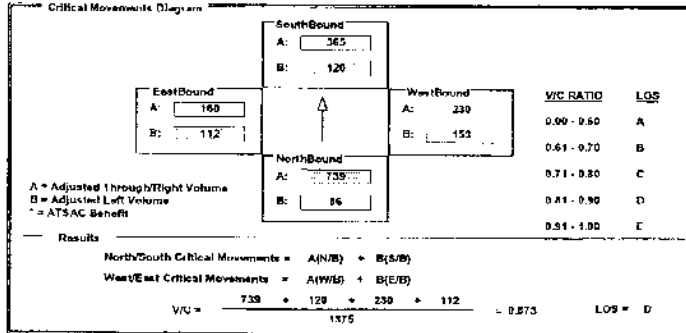 Critical Movements Diagram
SouthBound
A: 365
B: 120
EastBound
A: 160
B: 112
WestBound
A: 230
B: 153
NorthBound
A: 739
B: 86
V/C RATIO LOS
0.00 - 0.60 A
0.61 - 0.70 B
0.71 - 0.80 C
0.81 - 0.90 D
0.91 - 1.00 E
A = Adjusted Through/Right Volume
B = Adjusted Left Volume
* = ATSAC Benefit
Results
North/South Critical Movements = A(N/B) + B(S/B)
West/East Critical Movements = A(W/B) + B(E/B)
V/C = 739 + 120 + 230 + 112 = 0.873 LOS = D
1375